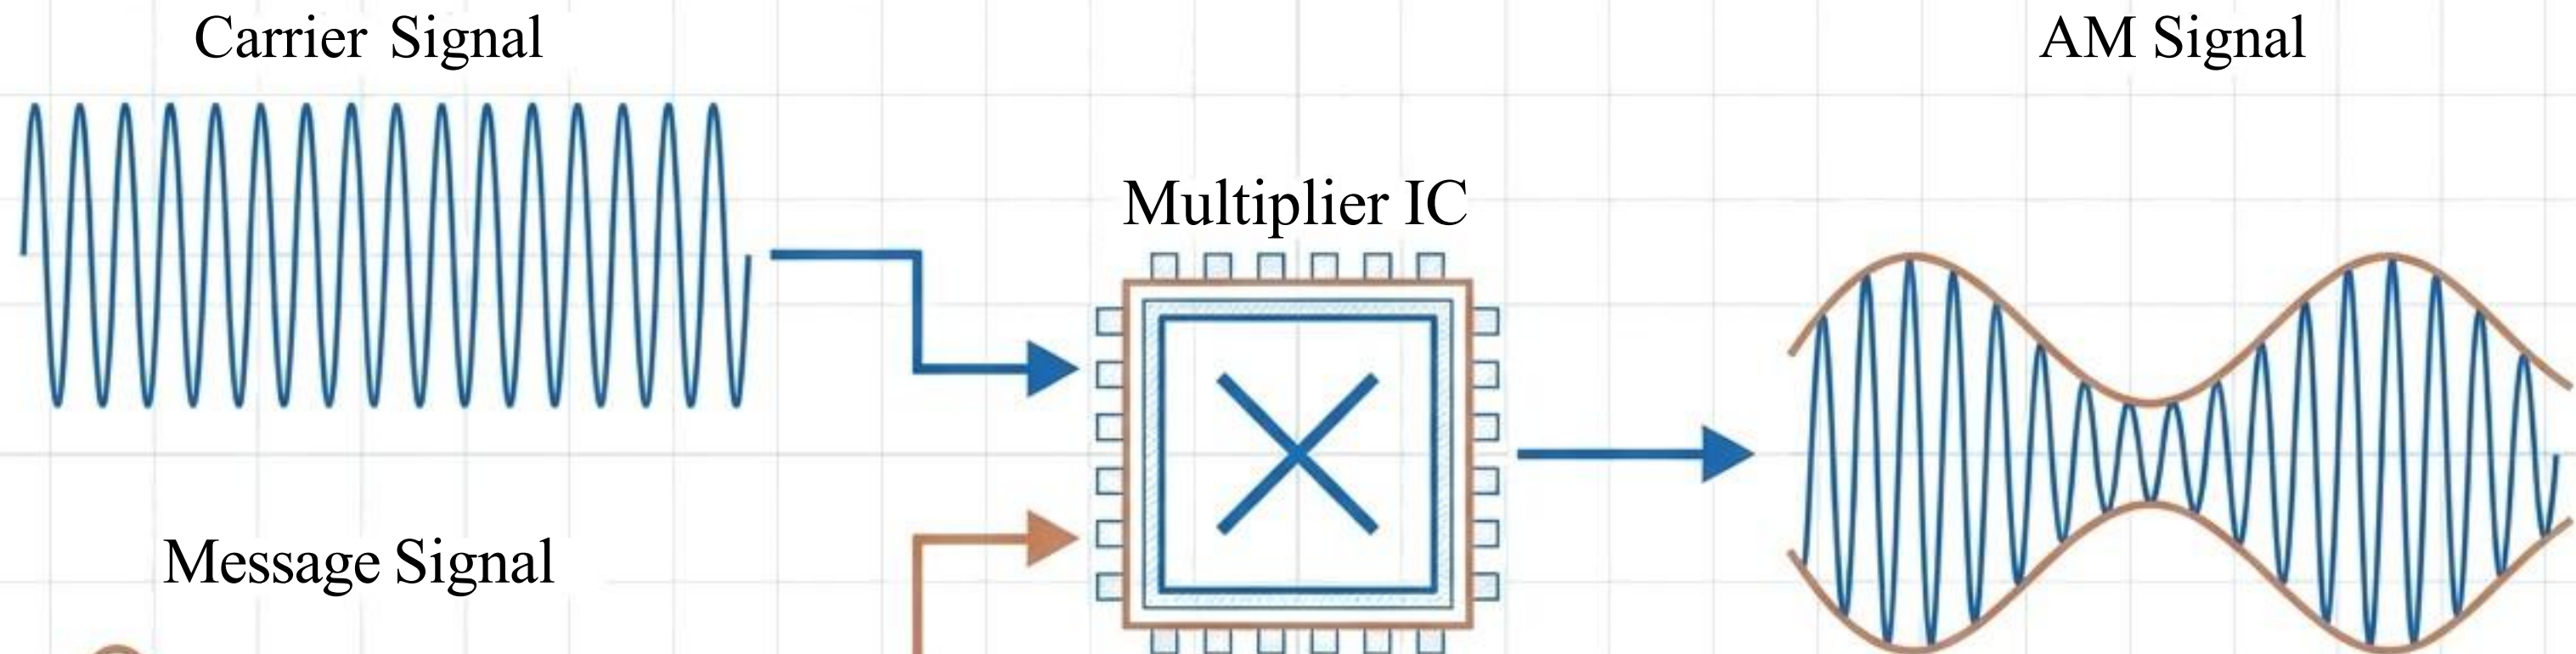 Carrier Signal
AM Signal
Multiplier IC
Message Signal